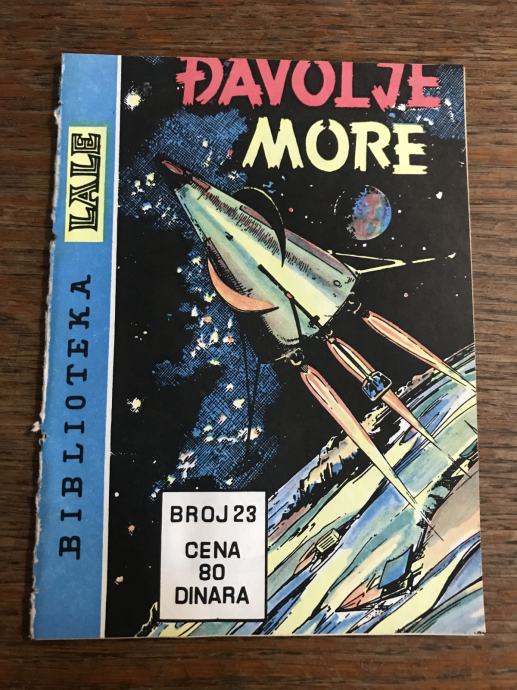 ĐAVOLJE
MORE
BIBLIOTEKA LALE
BROJ 23
CENA
80
DINARA